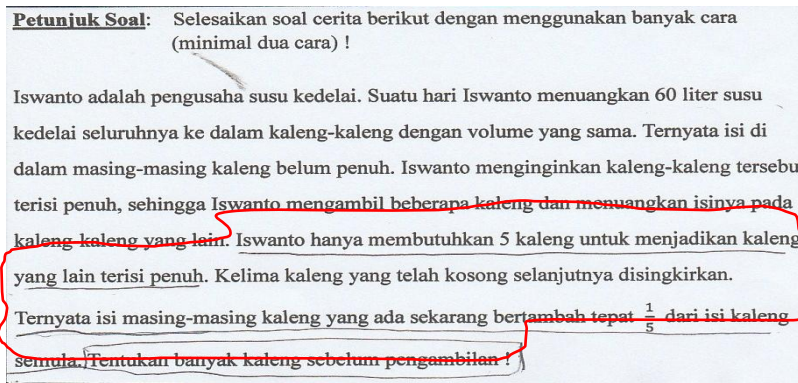 Petunjuk Soal: Selesaikan soal cerita berikut dengan menggunakan banyak cara
(minimal dua cara) !
Iswanto adalah pengusaha susu kedelai. Suatu hari Iswanto menuangkan 60 liter susu
kedelai seluruhnya ke dalam kaleng-kaleng dengan volume yang sama. Ternyata isi di
dalam masing-masing kaleng belum penuh. Iswanto menginginkan kaleng-kaleng tersebu
terisi penuh, sehingga Iswanto mengambil beberapa kaleng dan menuangkan isinya pada
kaleng-kaleng yang lain. Iswanto hanya membutuhkan 5 kaleng untuk menjadikan kaleng
yang lain terisi penuh. Kelima kaleng yang telah kosong selanjutnya disingkirkan.
Ternyata isi masing-masing kaleng yang ada sekarang bertambah tepat 1/5 dari isi kaleng
semula. Tentukan banyak kaleng sebelum pengambilan !